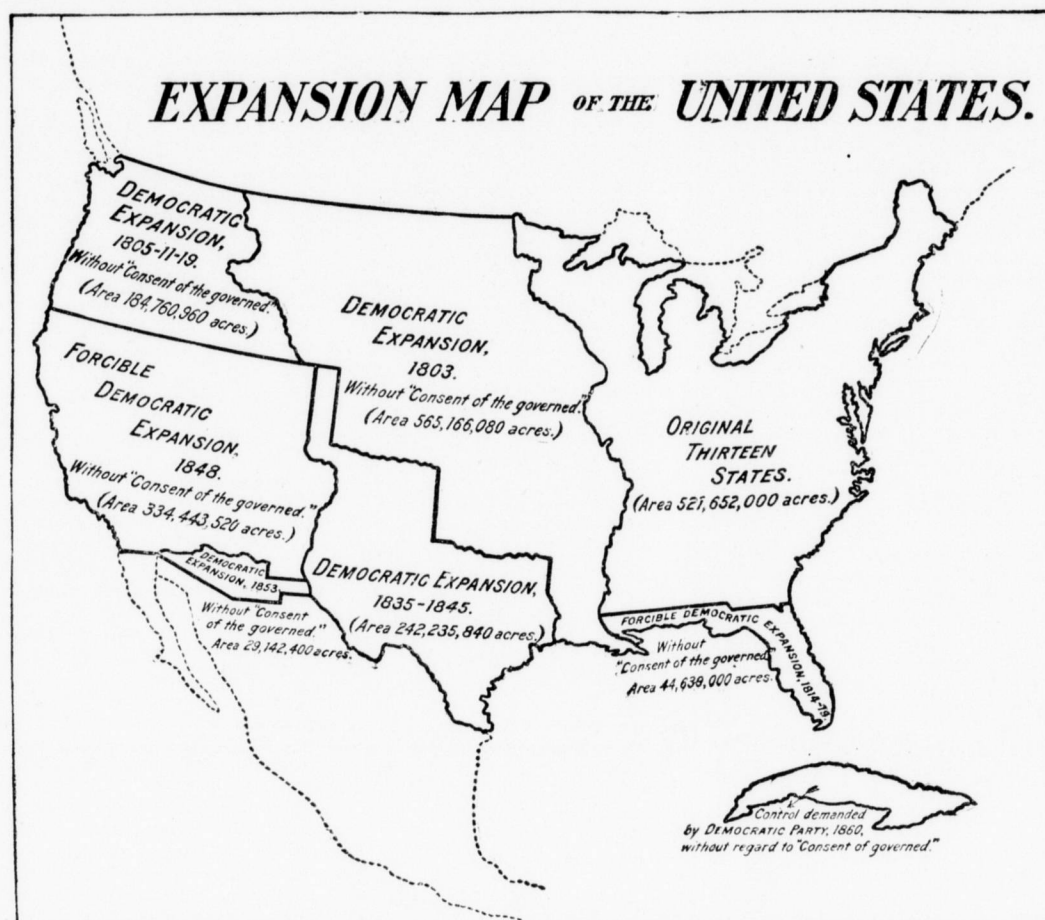 EXPANSION MAP OF THE UNITED STATES.
DEMOCRATIC
EXPANSION,
1805-11-19.
Without "Consent of the governed."
(Area 184,760,960 acres.)
DEMOCRATIC
EXPANSION,
1803.
Without "Consent of the governed."
(Area 565,166,080 acres.)
ORIGINAL
THIRTEEN
STATES.
(Area 521,652,000 acres.)
FORCIBLE
DEMOCRATIC
EXPANSION.
1848.
Without "Consent of the governed."
(Area 334,443,520 acres.)
DEMOCRATIC
EXPANSION, 1853.
Without "Consent
of the governed."
Area 29,142,400 acres.
DEMOCRATIC EXPANSION,
1835-1845.
(Area 242,235,840 acres.)
FORCIBLE DEMOCRATIC EXPANSION, 1814-19.
Without
"Consent of the governed
Area 44,638,000 acres.
Control demanded
by DEMOCRATIC PARTY, 1860,
without regard to "Consent of governed."